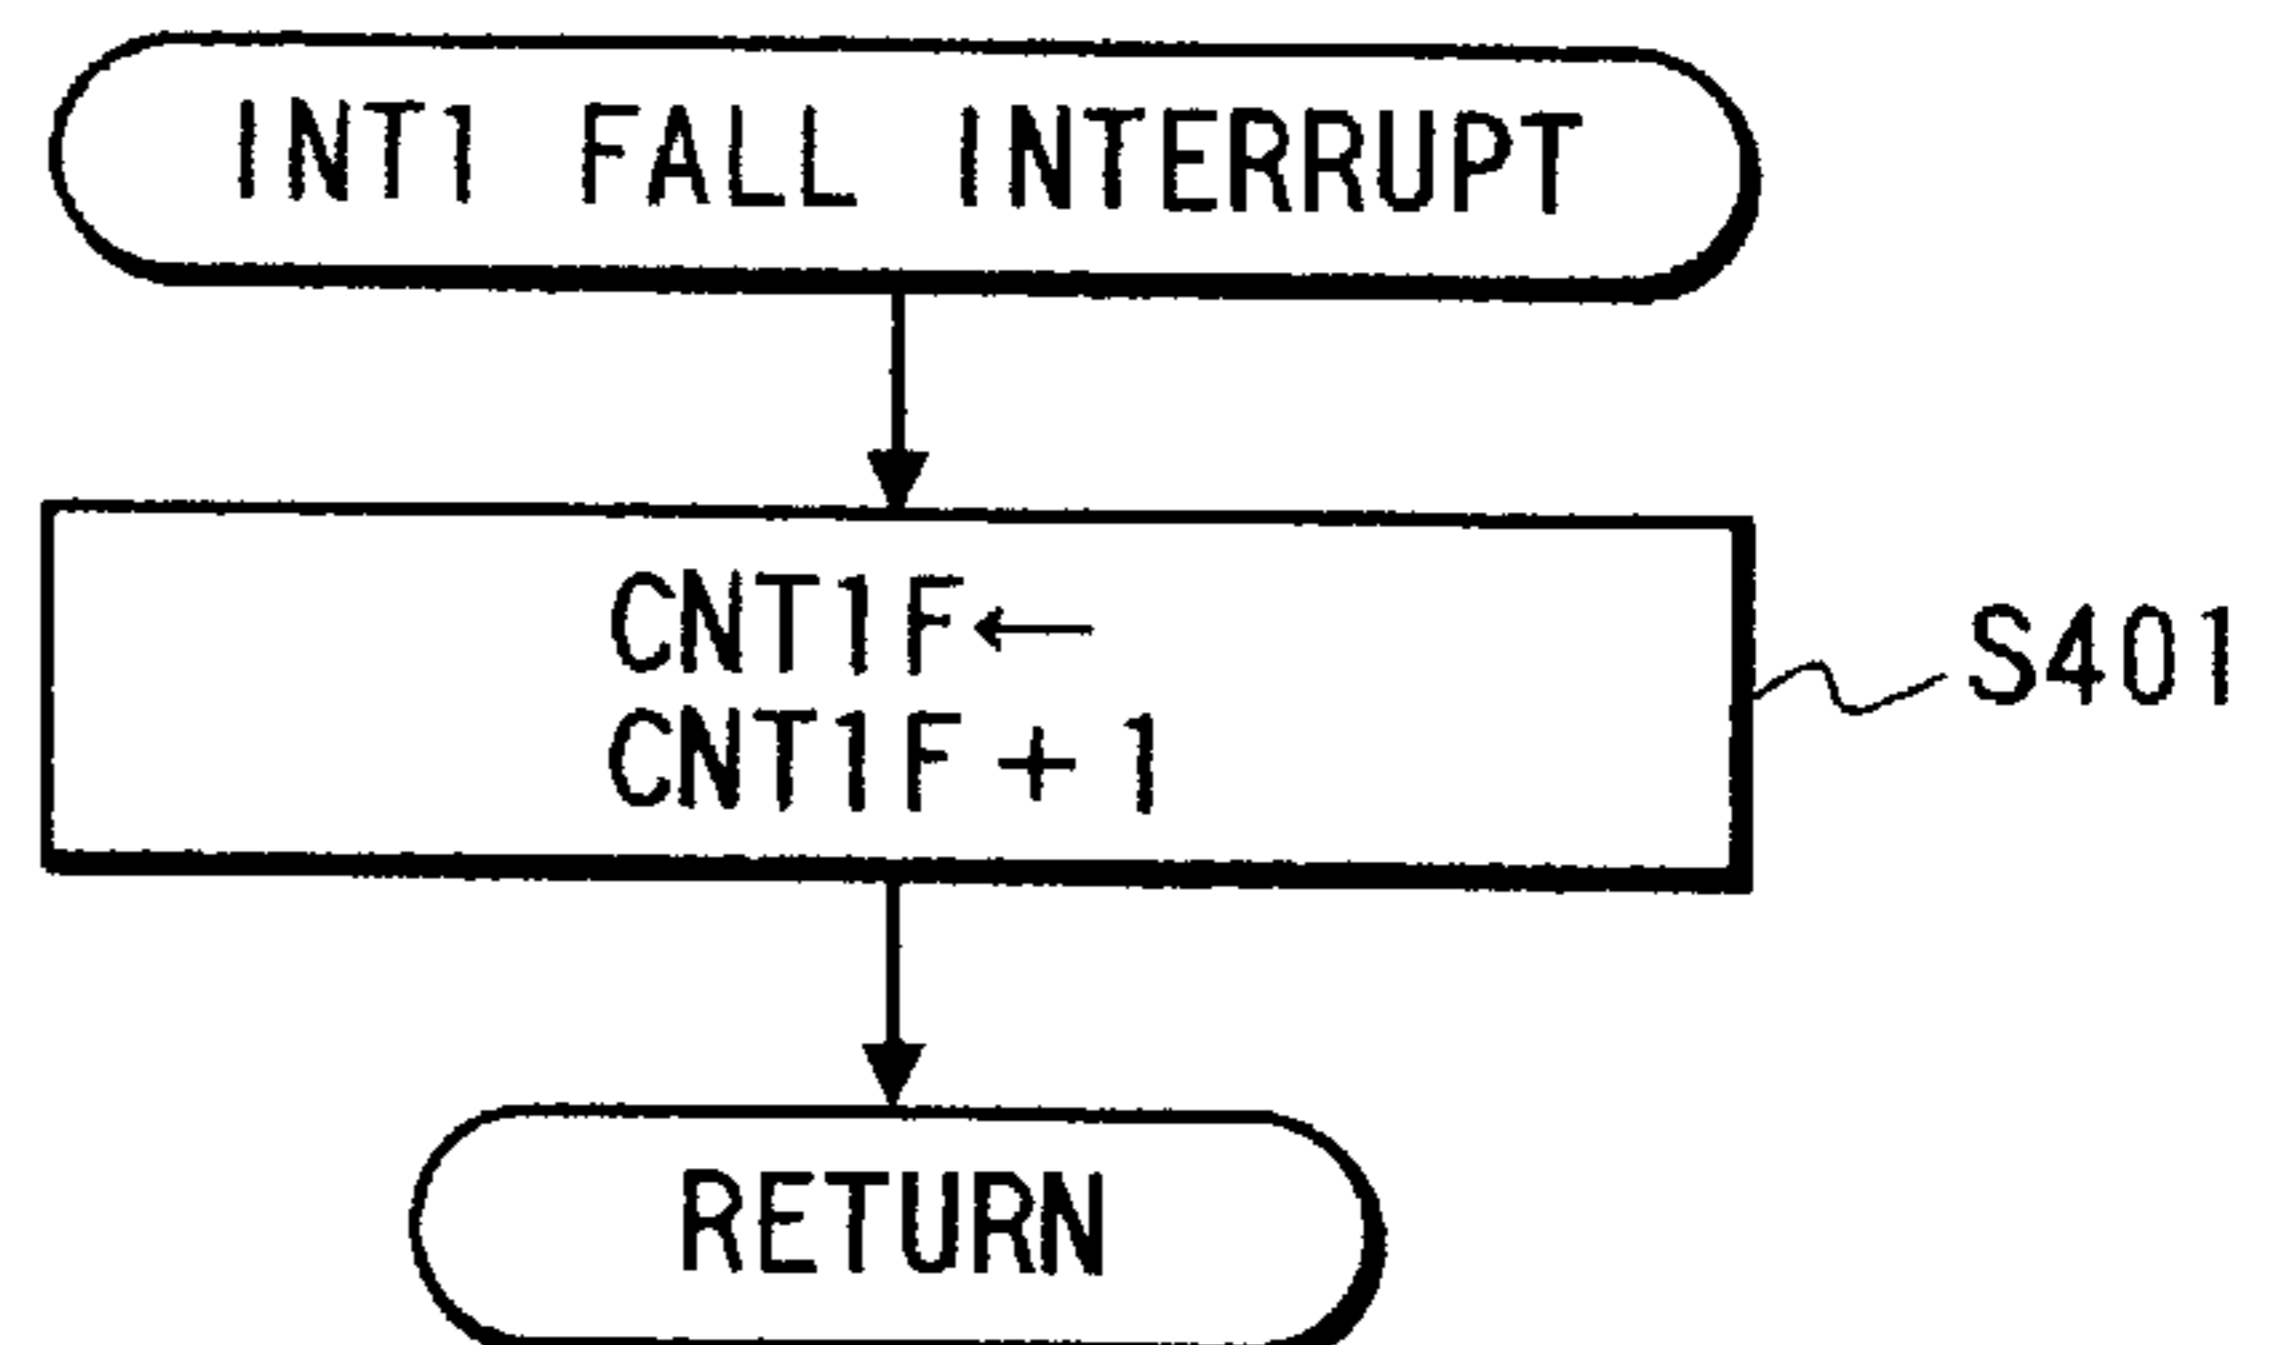 INT1 FALL INTERRUPT
CNT1F←
CNT1F+1
S401
RETURN